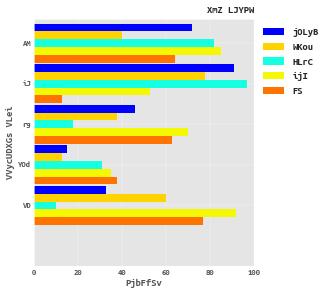 XmZ LJYPW
jOLyB
WKou
HLrC
ijI
FS
VVycUDXGs VLei
AM
iJ
rg
YOd
VD
0 20 40 60 80 100
PjbFfSv